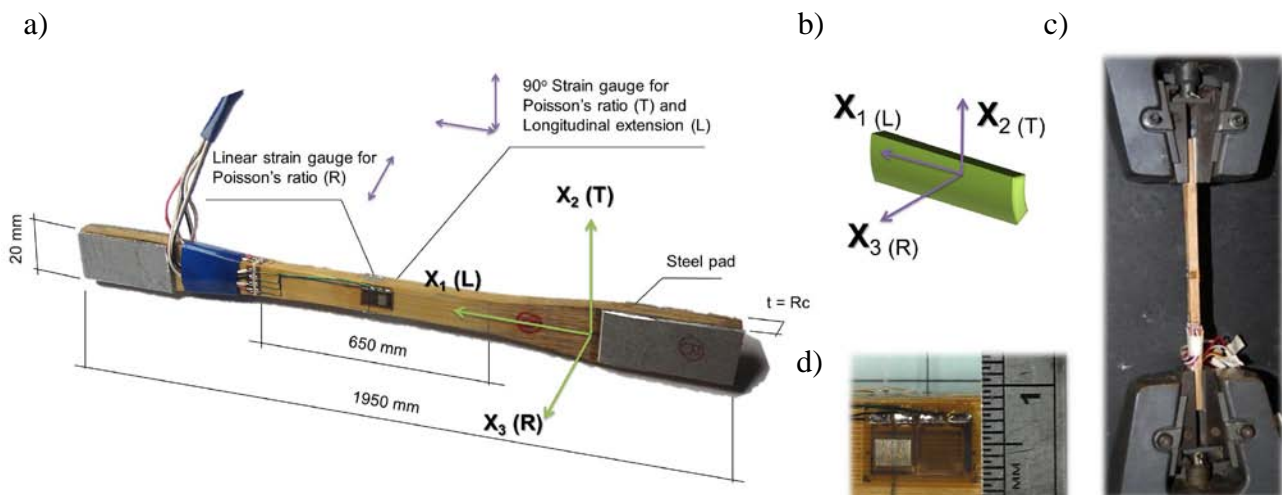 a)
90º Strain gauge for
Poisson's ratio (T) and
Longitudinal extension (L)
Linear strain gauge for
Poisson's ratio (R)
X2 (T)
X1 (L)
Steel pad
20 mm
t = Rc
650 mm
1950 mm
X3 (R)
b)
X1 (L)
X2 (T)
X3 (R)
c)
d)
1
MM